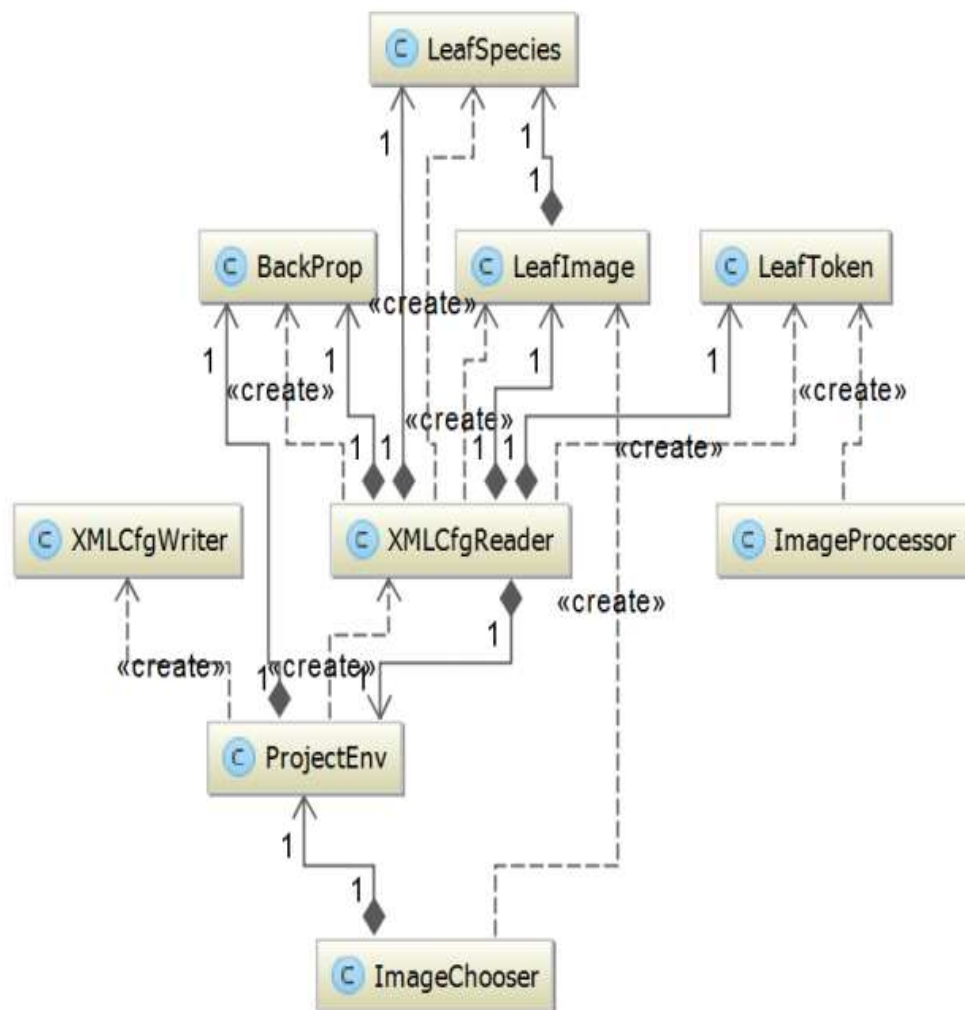 C LeafSpecies
1
1
1
C BackProp
C LeafImage
C LeafToken
«create»
1
1
1
1
«create»
«create»
«create»
«create»
1
1
1
1
C XMLCfgWriter
C XMLCfgReader
C ImageProcessor
«create»
1
«create»
1
«create»
1
C ProjectEnv
1
1
C ImageChooser